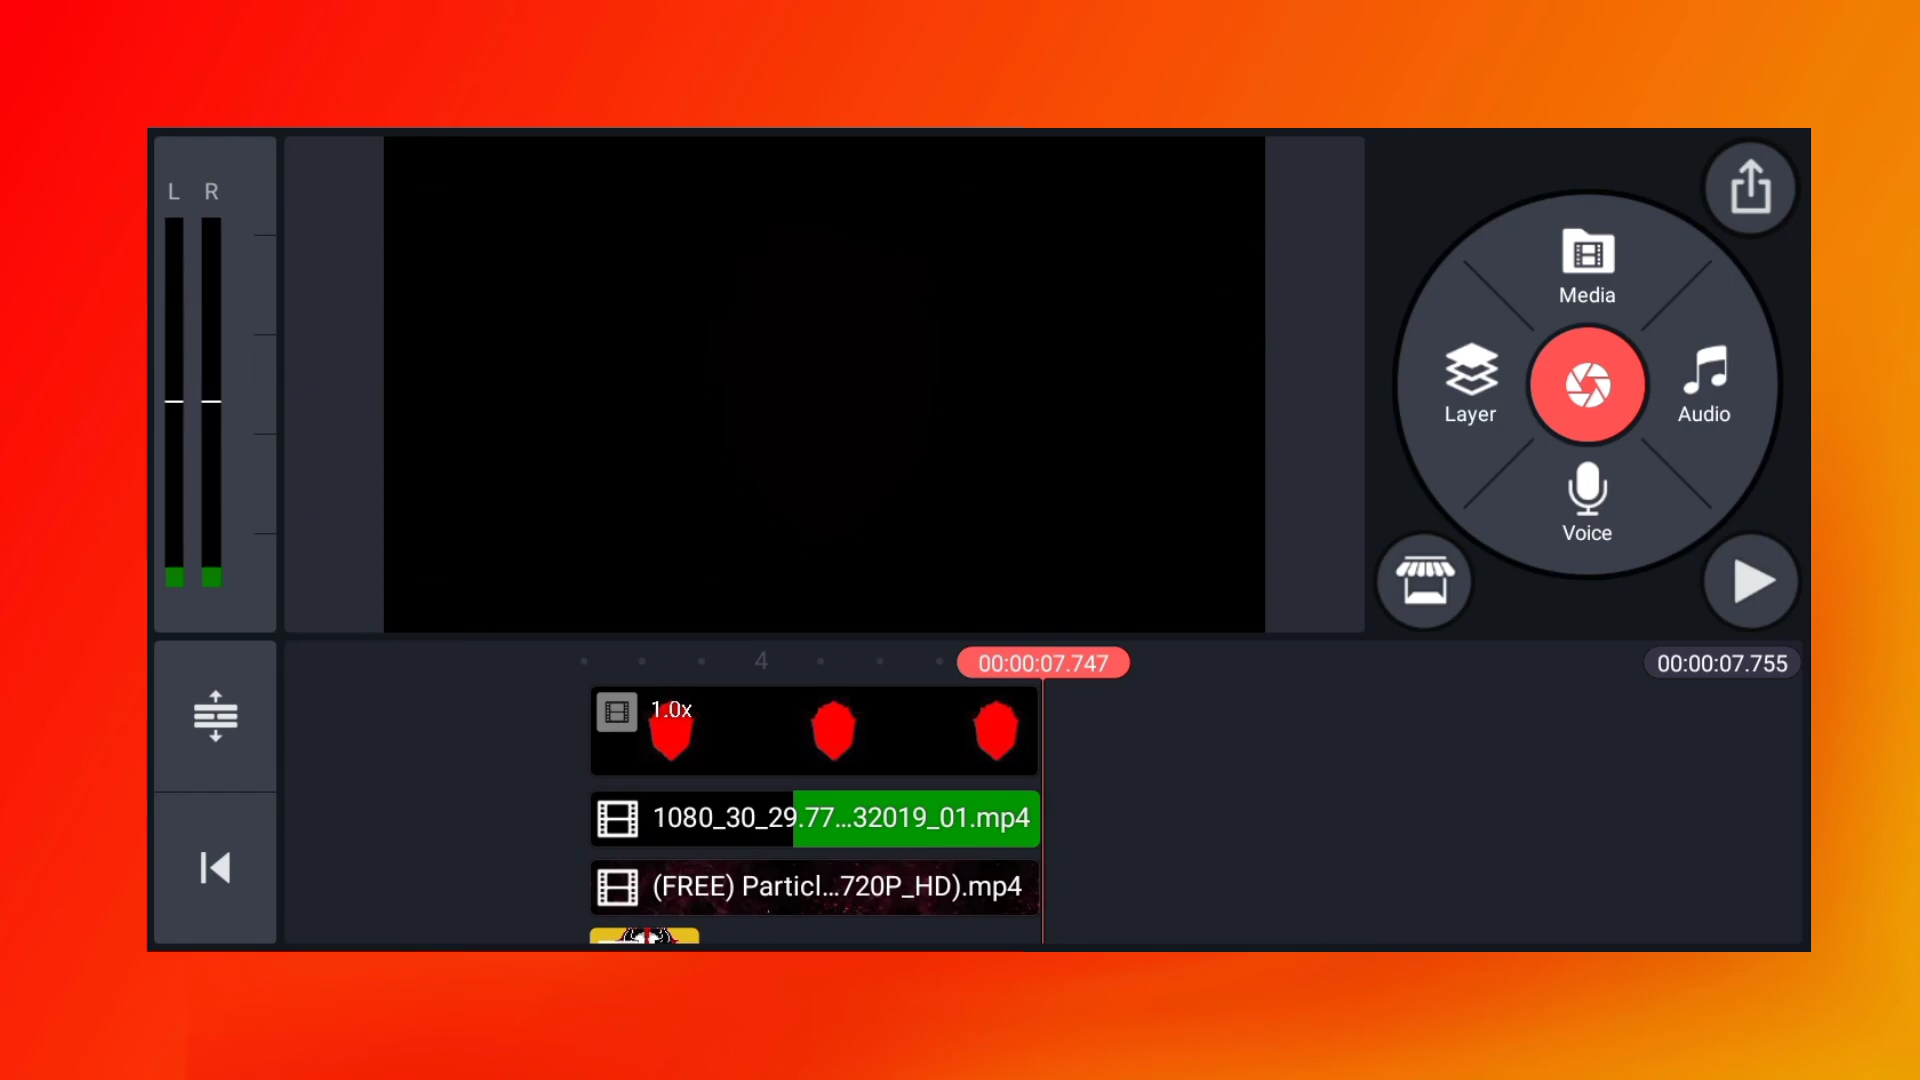 L R
Media
Layer
Audio
Voice
4
00:00:07.747
00:00:07.755
1.0x
1080_30_29.77...32019_01.mp4
(FREE) Particl...720P_HD).mp4